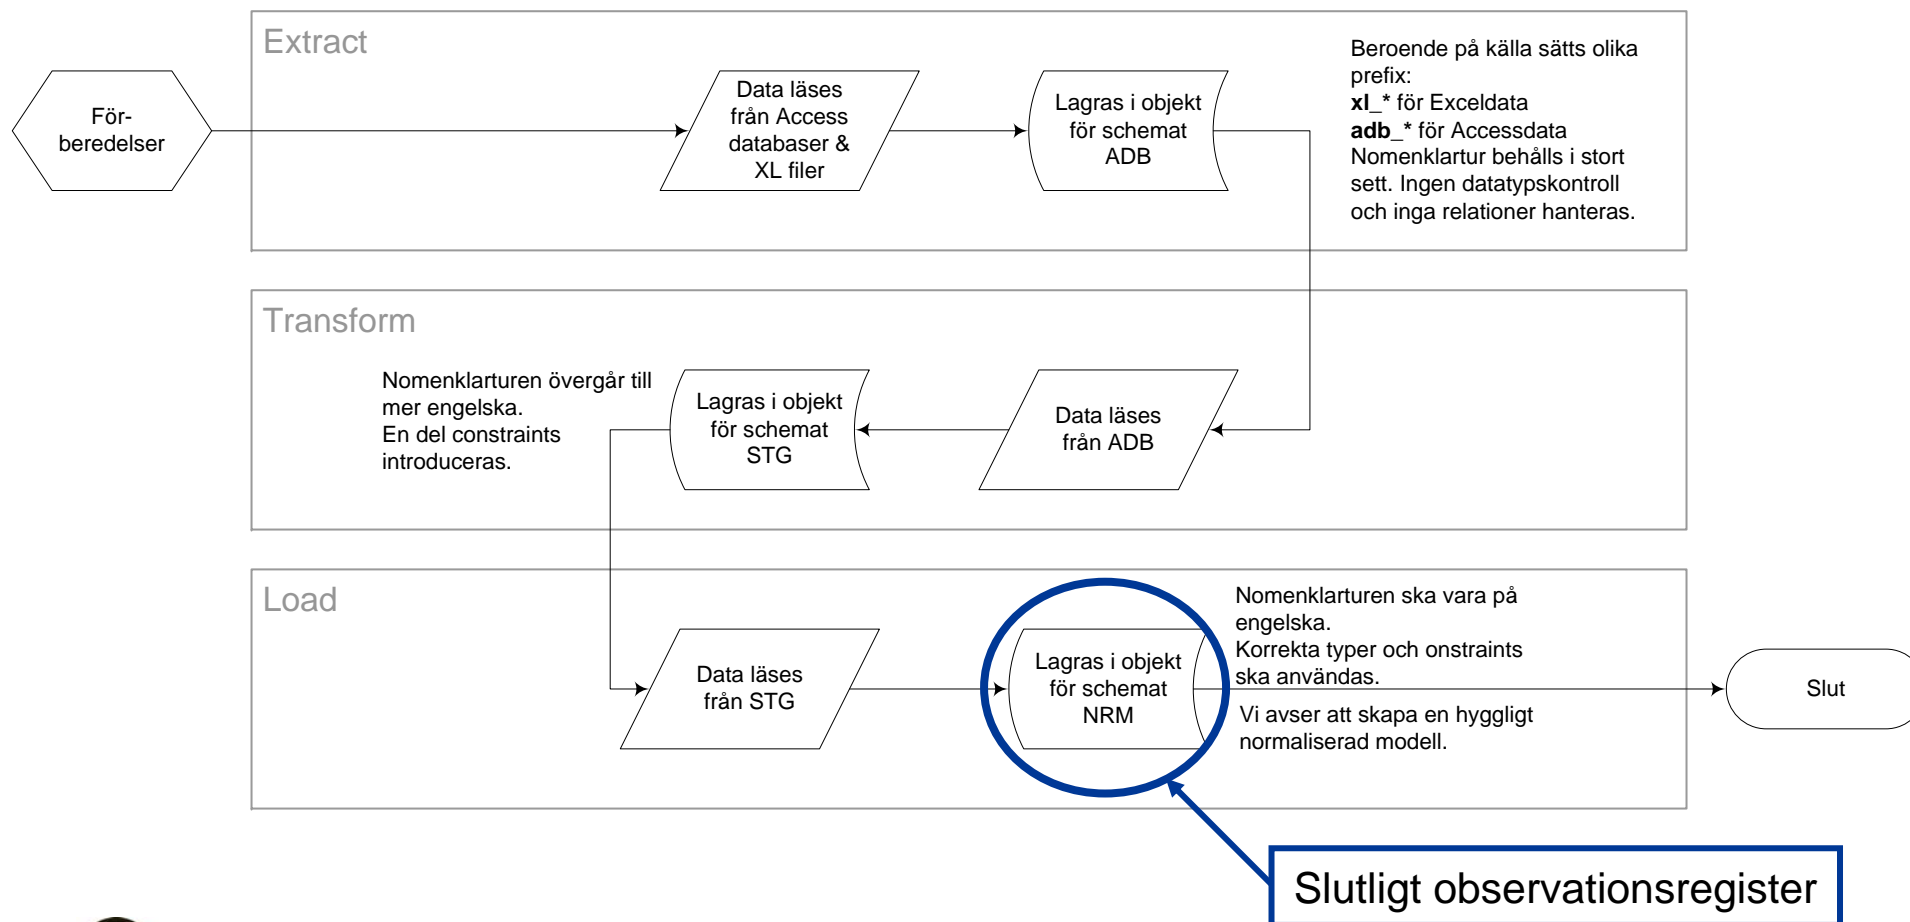 Extract
För-
beredelser
Data läses
från Access
databaser &
XL filer
Lagras i objekt
för schemat
ADB
Beroende på källa sätts olika
prefix:
xl_* för Exceldata
adb_* för Accessdata
Nomenklartur behålls i stort
sett. Ingen datatypskontroll
och inga relationer hanteras.
Transform
Nomenklarturen övergår till
mer engelska.
En del constraints
introduceras.
Lagras i objekt
för schemat
STG
Data läses
från ADB
Load
Data läses
från STG
Lagras i objekt
för schemat
NRM
Nomenklarturen ska vara på
engelska.
Korrekta typer och onstraints
ska användas.
Vi avser att skapa en hyggligt
normaliserad modell.
Slut
Slutligt observationsregister